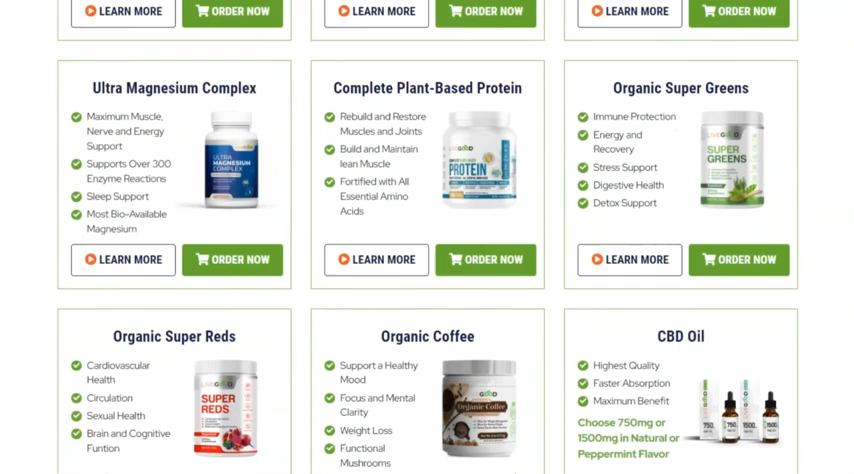 LEARN MORE
ORDER NOW
LEARN MORE
ORDER NOW
LEARN MORE
ORDER NOW
Ultra Magnesium Complex
Maximum Muscle,
Nerve and Energy
Support
Supports Over 300
Enzyme Reactions
Sleep Support
Most Bio-Available
Magnesium
ULTRA
MAGNESIUM
COMPLEX
LEARN MORE
ORDER NOW
Complete Plant-Based Protein
Rebuild and Restore
Muscles and Joints
Build and Maintain
lean Muscle
Fortified with All
Essential Amino
Acids
LIVEGOOD
PROTEIN
LEARN MORE
ORDER NOW
Organic Super Greens
Immune Protection
Energy and
Recovery
Stress Support
Digestive Health
Detox Support
LIVEGOOD
SUPER
GREENS
LEARN MORE
ORDER NOW
Organic Super Reds
Cardiovascular
Health
Circulation
Sexual Health
Brain and Cognitive
Funtion
LIVEGOOD
SUPER
REDS
Organic Coffee
Support a Healthy
Mood
Focus and Mental
Clarity
Weight Loss
Functional
Mushrooms
Organic Coffee
CBD Oil
Highest Quality
Faster Absorption
Maximum Benefit
Choose 750mg or
1500mg in Natural or
Peppermint Flavor
750
750
1500
1500